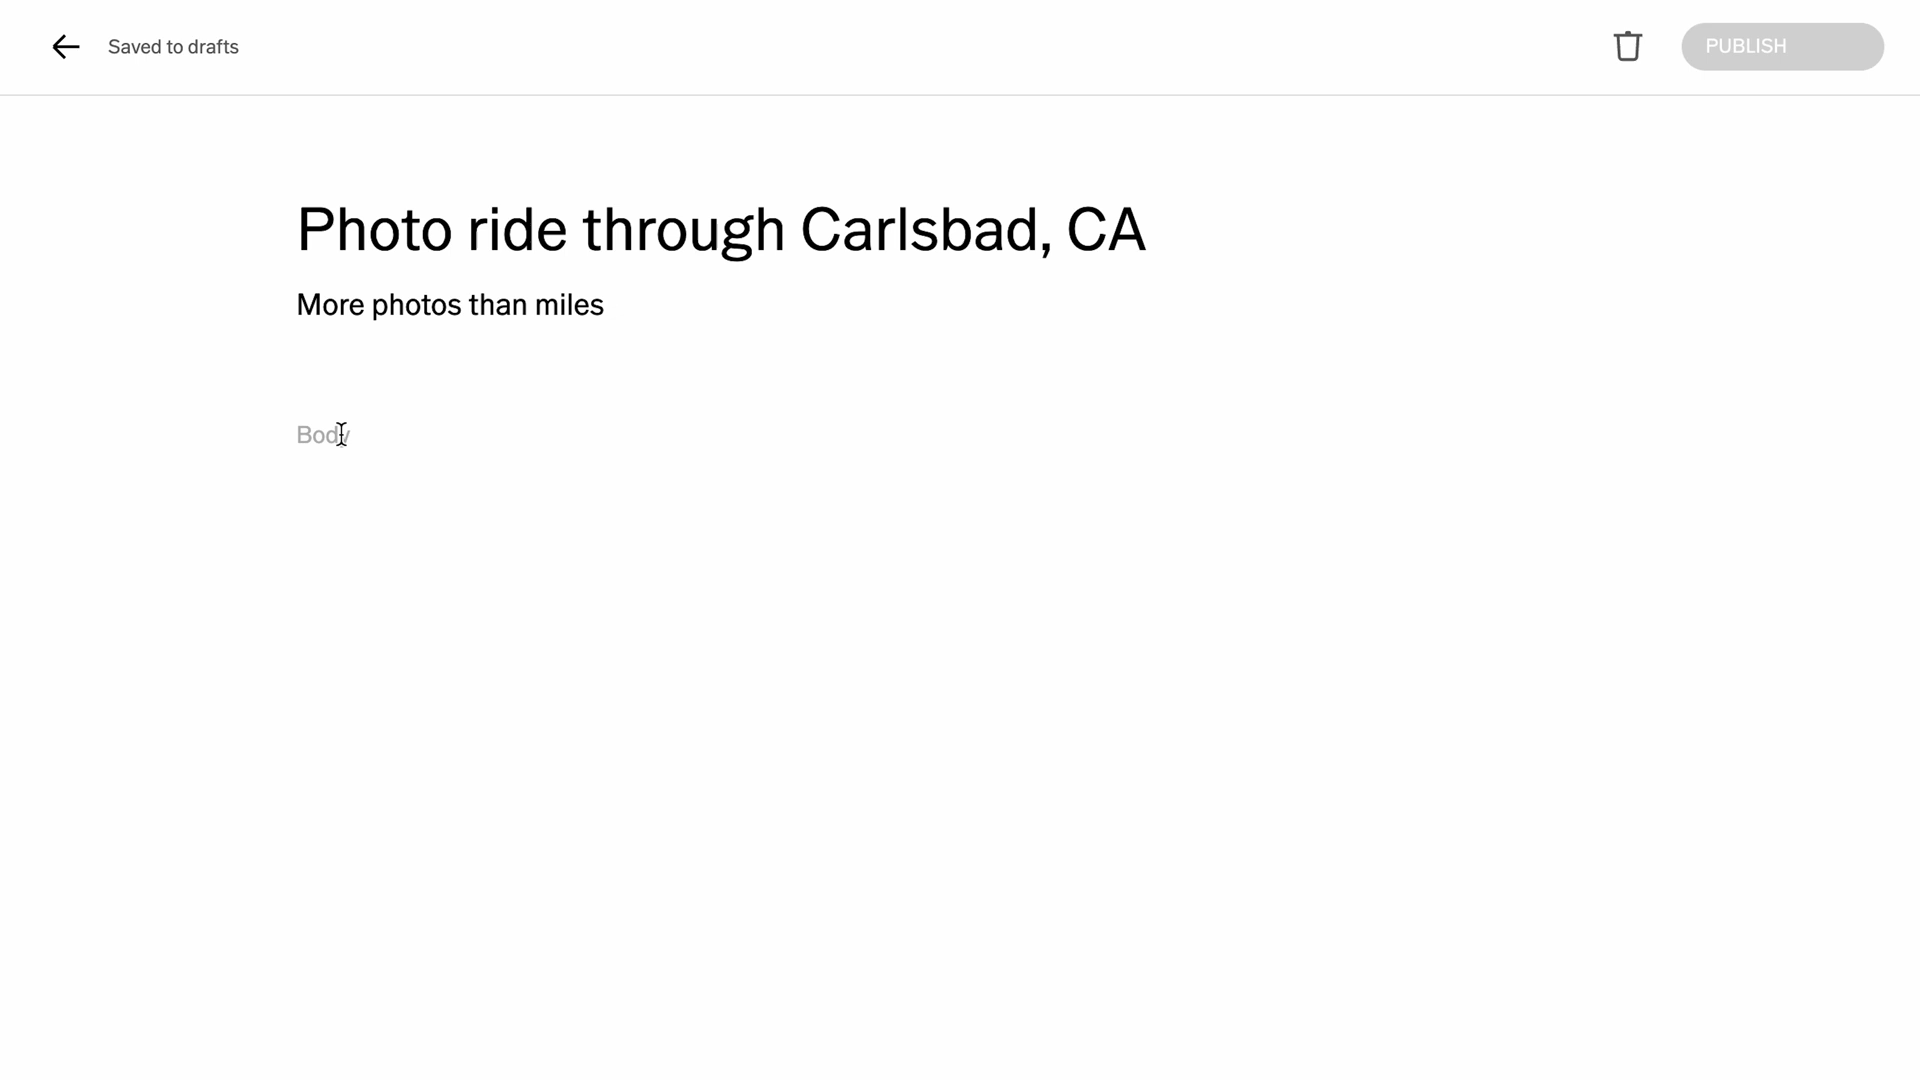 Saved to drafts
PUBLISH
Photo ride through Carlsbad, CA
More photos than miles
Body